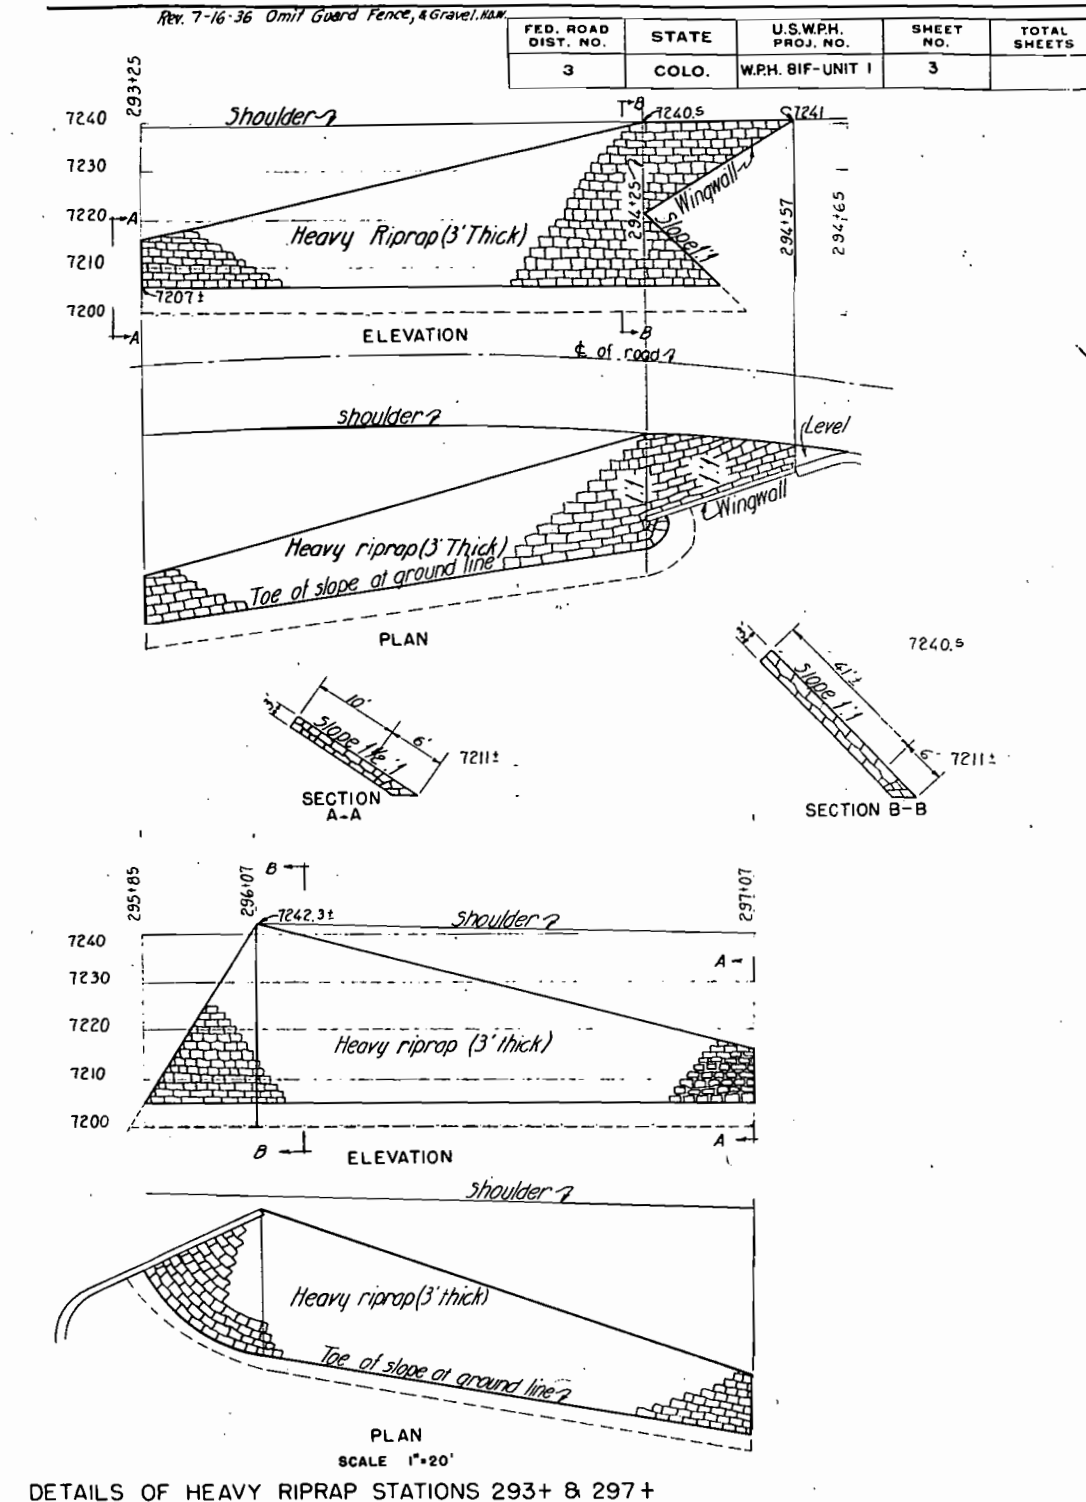 Rev. 7-16-36 Omit Guard Fence, & Gravel. H.D.W.
FED. ROAD DIST. NO. STATE U.S.W.P.H. PROJ. NO. SHEET NO. TOTAL SHEETS
3 COLO. W.P.H. 81F-UNIT 1 3
293+25
7240 Shoulder B 7240.5 7241
7230
Wingwall
294+25
294+57
294+65
A 7220 Slope 1:1
Heavy Riprap (3' Thick)
7210
7207±
7200
A ELEVATION B
℄ of road
shoulder
Level
Wingwall
Heavy riprap (3' Thick)
Toe of slope at ground line
PLAN
3'± 7240.5
41'±
Slope 1:1
6' 7211±
SECTION B-B
3'± 10'
Slope 1½:1
6' 7211±
SECTION
A-A
295+85
296+07
B
297+07
7242.3± Shoulder
7240
A
7230
7220
Heavy riprap (3' thick)
7210
7200
B ELEVATION A
Shoulder
Heavy riprap (3' thick)
Toe of slope at ground line
PLAN
SCALE 1"=20'
DETAILS OF HEAVY RIPRAP STATIONS 293+ & 297+